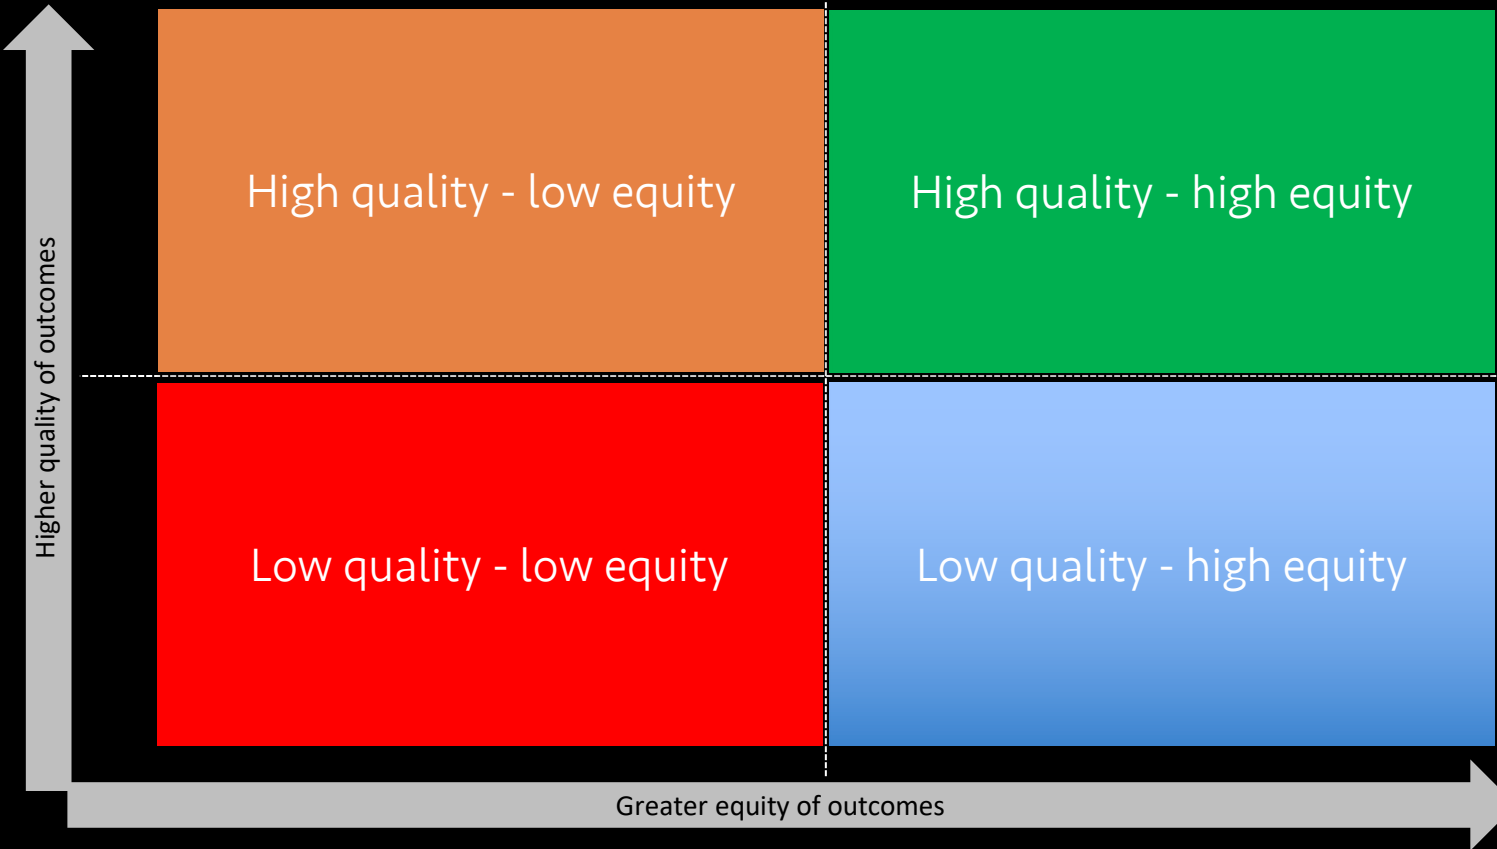 High quality - low equity
High quality - high equity
Higher quality of outcomes
Low quality - low equity
Low quality - high equity
Greater equity of outcomes